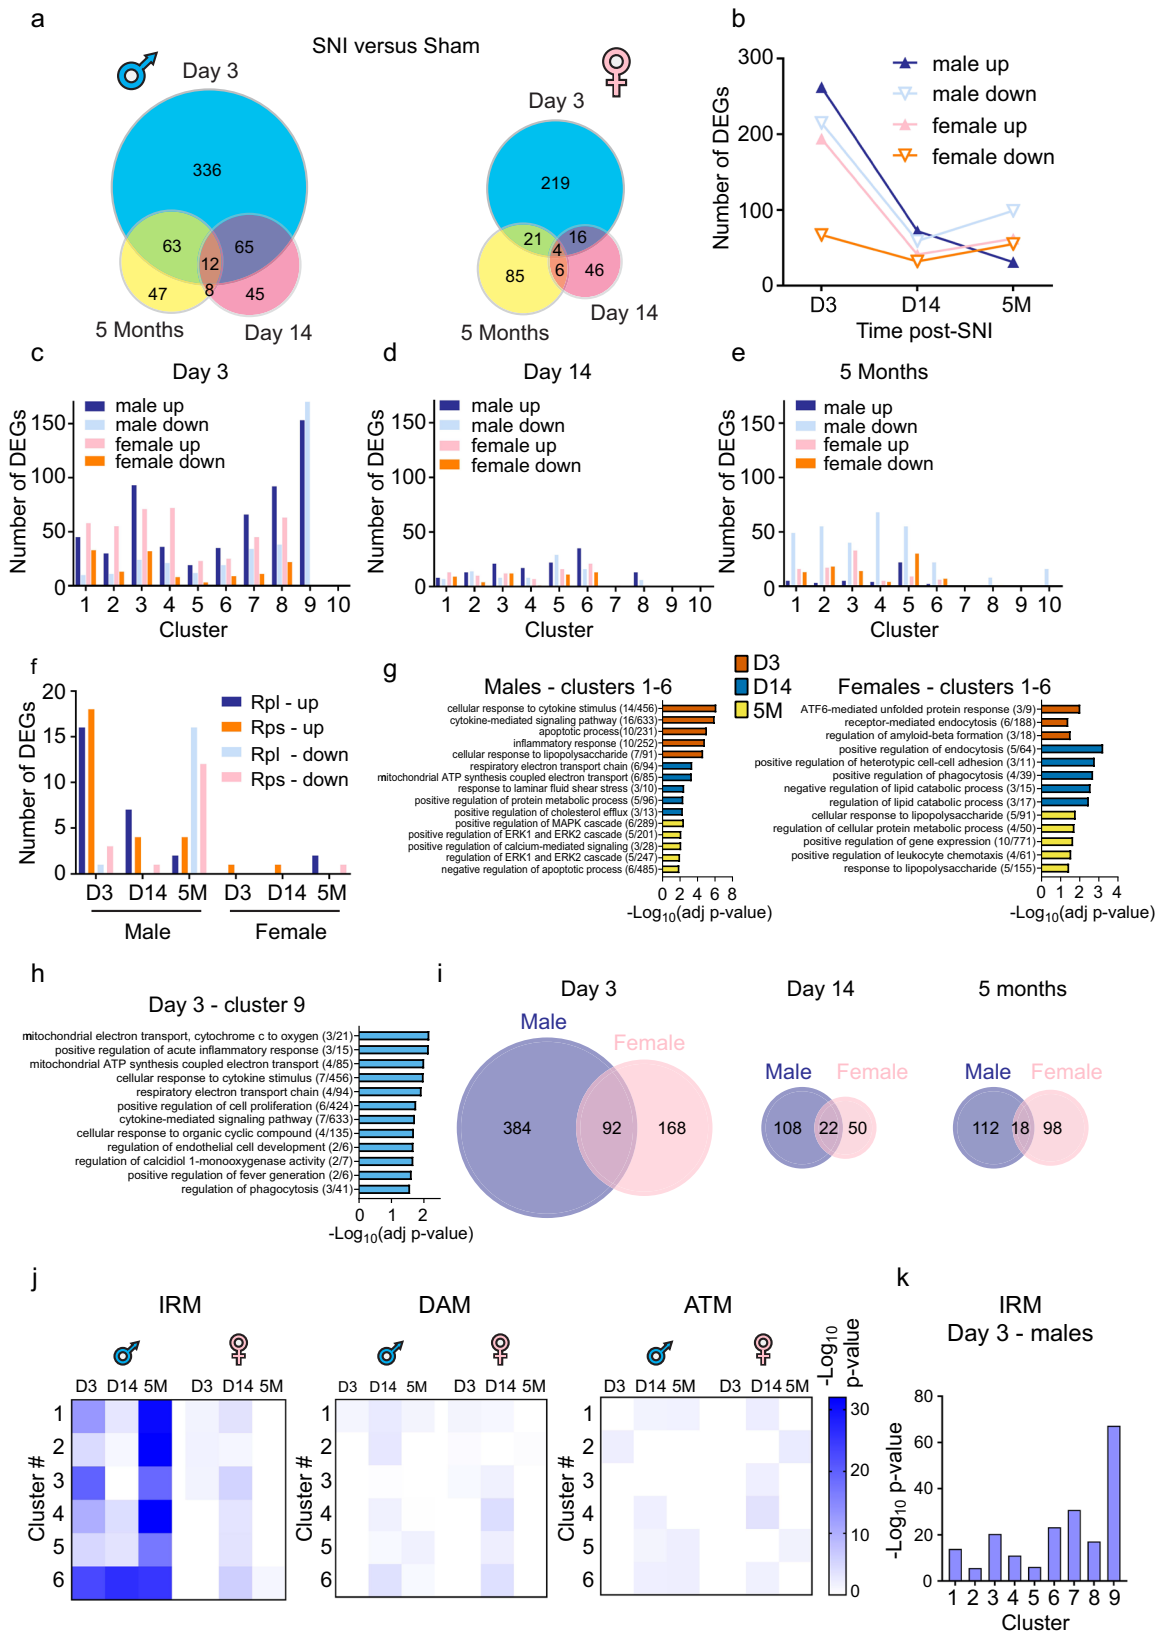 a
SNI versus Sham
Day 3
336
63
65
12
47
8
45
5 Months
Day 14
Day 3
219
21
16
4
6
85
46
5 Months
Day 14
b
Number of DEGs
300
200
100
0
D3 D14 5M
Time post-SNI
male up
male down
female up
female down
c
Day 3
Number of DEGs
150
100
50
0
male up
male down
female up
female down
1 2 3 4 5 6 7 8 9 10
Cluster
d
Day 14
Number of DEGs
150
100
50
0
male up
male down
female up
female down
1 2 3 4 5 6 7 8 9 10
Cluster
e
5 Months
Number of DEGs
150
100
50
0
male up
male down
female up
female down
1 2 3 4 5 6 7 8 9 10
Cluster
f
Number of DEGs
20
15
10
5
0
Rpl - up
Rps - up
Rpl - down
Rps - down
D3 D14 5M D3 D14 5M
Male Female
g
D3
D14
5M
Males - clusters 1-6
cellular response to cytokine stimulus (14/456)
cytokine-mediated signaling pathway (16/633)
apoptotic process(10/231)
inflammatory response (10/252)
cellular response to lipopolysaccharide (7/91)
respiratory electron transport chain (6/94)
mitochondrial ATP synthesis coupled electron transport (6/85)
response to laminar fluid shear stress (3/10)
positive regulation of protein metabolic process (5/96)
positive regulation of cholesterol efflux (3/13)
positive regulation of MAPK cascade (6/289)
positive regulation of ERK1 and ERK2 cascade (5/201)
positive regulation of calcium-mediated signaling (3/28)
regulation of ERK1 and ERK2 cascade (5/247)
negative regulation of apoptotic process (6/485)
0 2 4 6 8
-Log10(adj p-value)
Females - clusters 1-6
ATF6-mediated unfolded protein response (3/9)
receptor-mediated endocytosis (6/188)
regulation of amyloid-beta formation (3/18)
positive regulation of endocytosis (5/64)
positive regulation of heterotypic cell-cell adhesion (3/11)
positive regulation of phagocytosis (4/39)
negative regulation of lipid catabolic process (3/15)
regulation of lipid catabolic process (3/17)
cellular response to lipopolysaccharide (5/91)
regulation of cellular protein metabolic process (4/50)
positive regulation of gene expression (10/771)
positive regulation of leukocyte chemotaxis (4/61)
response to lipopolysaccharide (5/155)
0 1 2 3 4
-Log10(adj p-value)
h
Day 3 - cluster 9
mitochondrial electron transport, cytochrome c to oxygen (3/21)
positive regulation of acute inflammatory response (3/15)
mitochondrial ATP synthesis coupled electron transport (4/85)
cellular response to cytokine stimulus (7/456)
respiratory electron transport chain (4/94)
positive regulation of cell proliferation (6/424)
cytokine-mediated signaling pathway (7/633)
cellular response to organic cyclic compound (4/135)
regulation of endothelial cell development (2/6)
regulation of calcidiol 1-monooxygenase activity (2/7)
positive regulation of fever generation (2/6)
regulation of phagocytosis (3/41)
0 1 2
-Log10(adj p-value)
i
Day 3
Male
Female
384 92 168
Day 14
Male Female
108 22 50
5 months
Male Female
112 18 98
j
IRM
D3 D14 5M D3 D14 5M
Cluster #
1
2
3
4
5
6
DAM
D3 D14 5M D3 D14 5M
Cluster #
1
2
3
4
5
6
ATM
D3 D14 5M D3 D14 5M
Cluster #
1
2
3
4
5
6
-Log10
p-value
30
20
10
0
k
IRM
Day 3 - males
-Log10 p-value
80
60
40
20
0
1 2 3 4 5 6 7 8 9
Cluster